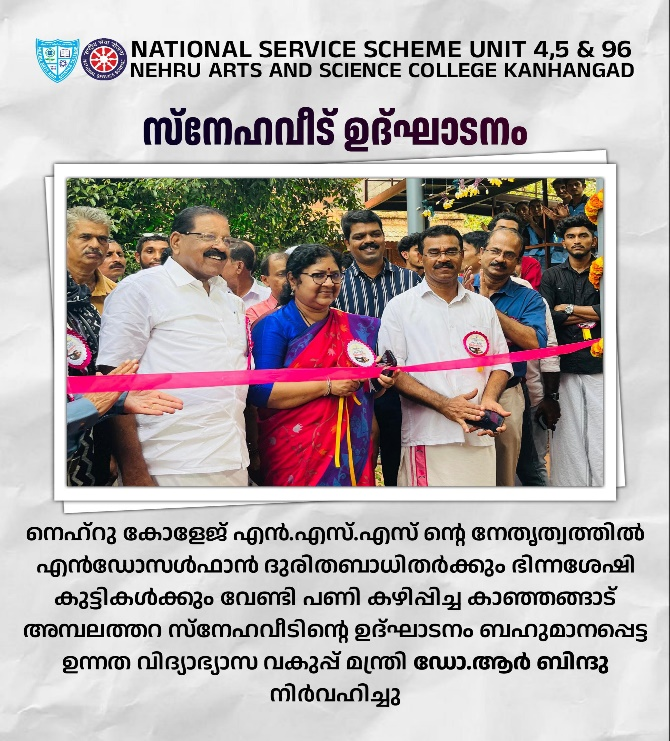 NATIONAL SERVICE SCHEME UNIT 4,5 & 96
NEHRU ARTS AND SCIENCE COLLEGE KANHANGAD
സ്നേഹവീട് ഉദ്ഘാടനം
നെഹ്റു കോളേജ് എൻ.എസ്.എസ് ന്റെ നേതൃത്വത്തിൽ
എൻഡോസൾഫാൻ ദുരിതബാധിതർക്കും ഭിന്നശേഷി
കുട്ടികൾക്കും വേണ്ടി പണി കഴിപ്പിച്ച കാഞ്ഞങ്ങാട്
അമ്പലത്തറ സ്നേഹവീടിന്റെ ഉദ്ഘാടനം ബഹുമാനപ്പെട്ട
ഉന്നത വിദ്യാഭ്യാസ വകുപ്പ് മന്ത്രി ഡോ.ആർ ബിന്ദു
നിർവഹിച്ചു